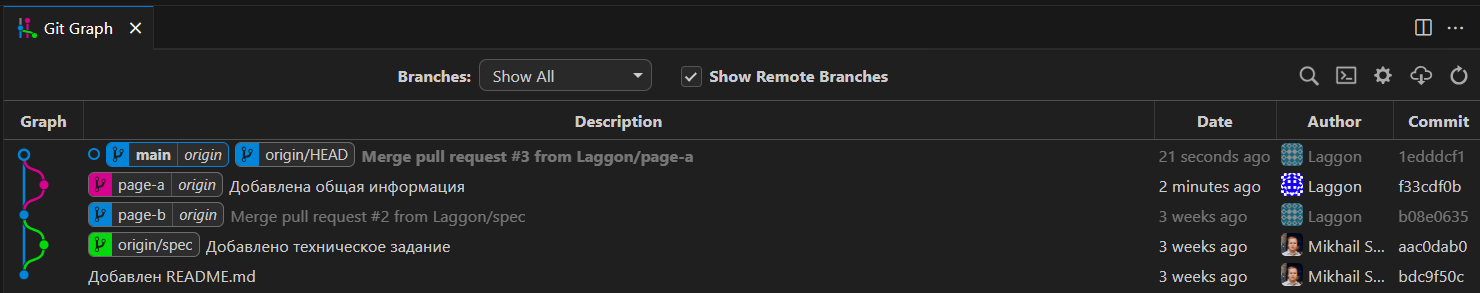 Git Graph
Branches: Show All Show Remote Branches
Graph Description Date Author Commit
main origin origin/HEAD Merge pull request #3 from Laggon/page-a 21 seconds ago Laggon 1edddcf1
page-a origin Добавлена общая информация 2 minutes ago Laggon f33cdf0b
page-b origin Merge pull request #2 from Laggon/spec 3 weeks ago Laggon b08e0635
origin/spec Добавлено техническое задание 3 weeks ago Mikhail S... aac0dab0
Добавлен README.md 3 weeks ago Mikhail S... bdc9f50c